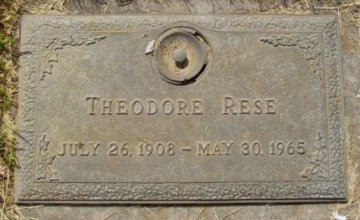 THEODORE RESE
JULY 26, 1908 – MAY 30, 1965